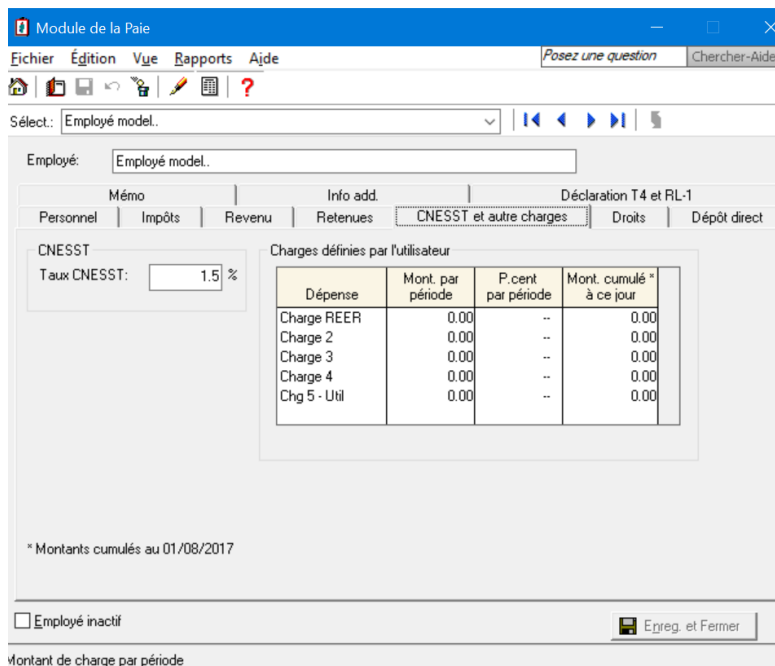 Module de la Paie
Fichier Édition Vue Rapports Aide Posez une question Chercher-Aide
?
Sélect.: Employé model..
Employé: Employé model..
Mémo Info add. Déclaration T4 et RL-1
Personnel Impôts Revenu Retenues CNESST et autre charges Droits Dépôt direct
CNESST Charges définies par l'utilisateur
Taux CNESST: 1.5 %
Dépense Mont. par période P.cent par période Mont. cumulé * à ce jour
Charge REER 0.00 -- 0.00
Charge 2 0.00 -- 0.00
Charge 3 0.00 -- 0.00
Charge 4 0.00 -- 0.00
Chg 5 - Util 0.00 -- 0.00
* Montants cumulés au 01/08/2017
Employé inactif Enreg. et Fermer
Montant de charge par période